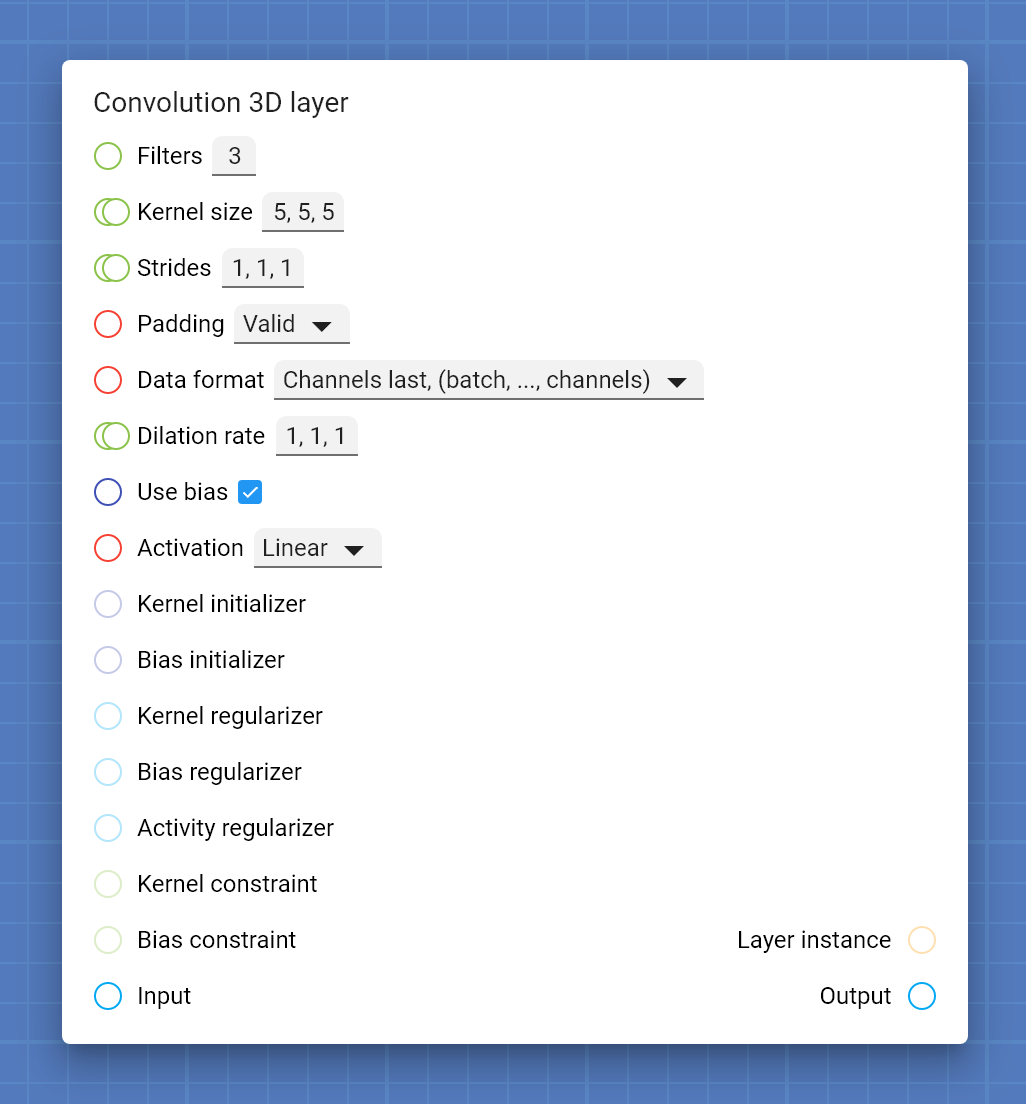 Convolution 3D layer
Filters 3
Kernel size 5, 5, 5
Strides 1, 1, 1
Padding Valid
Data format Channels last, (batch, ..., channels)
Dilation rate 1, 1, 1
Use bias
Activation Linear
Kernel initializer
Bias initializer
Kernel regularizer
Bias regularizer
Activity regularizer
Kernel constraint
Bias constraint Layer instance
Input Output